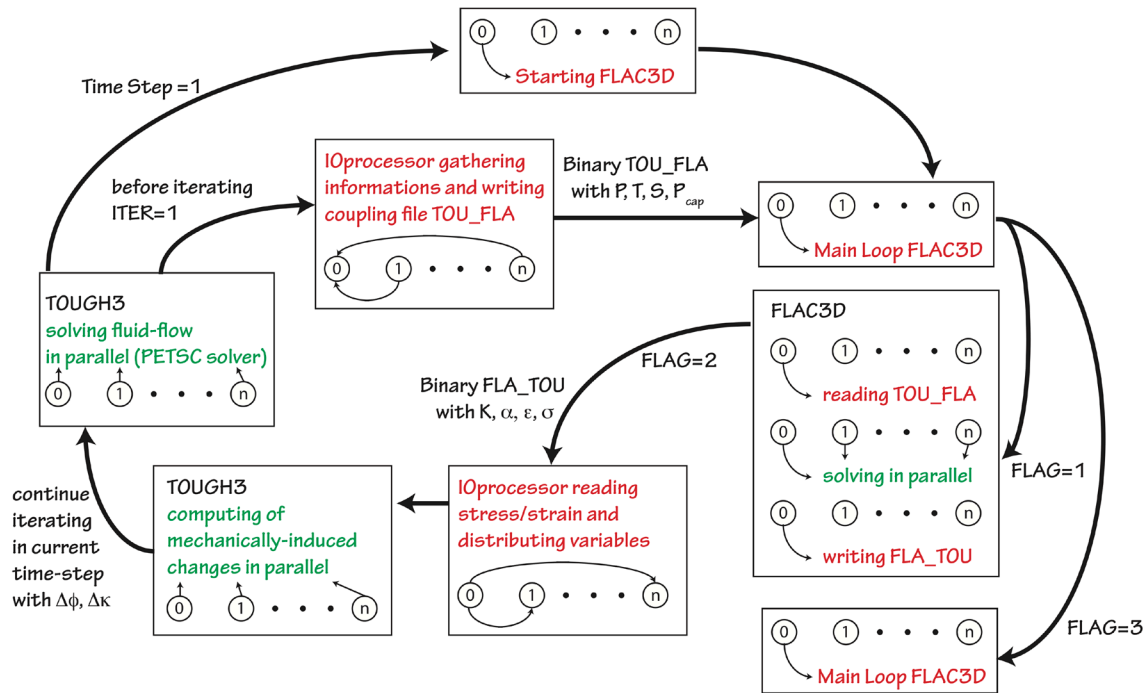 0 1 • • • n
Starting FLAC3D
Time Step =1
before iterating
ITER=1
IOprocessor gathering
informations and writing
coupling file TOU_FLA
0 1 • • • n
Binary TOU_FLA
with P, T, S, Pcap
0 1 • • • n
Main Loop FLAC3D
TOUGH3
solving fluid-flow
in parallel (PETSC solver)
0 1 • • • n
FLAC3D
0 1 • • • n
reading TOU_FLA
0 1 • • • n
solving in parallel
0 1 • • • n
writing FLA_TOU
FLAG=2
FLAG=1
Binary FLA_TOU
with K, α, ε, σ
continue
iterating
in current
time-step
with Δϕ, Δκ
TOUGH3
computing of
mechanically-induced
changes in parallel
0 1 • • • n
IOprocessor reading
stress/strain and
distributing variables
0 1 • • • n
FLAG=3
0 1 • • • n
Main Loop FLAC3D